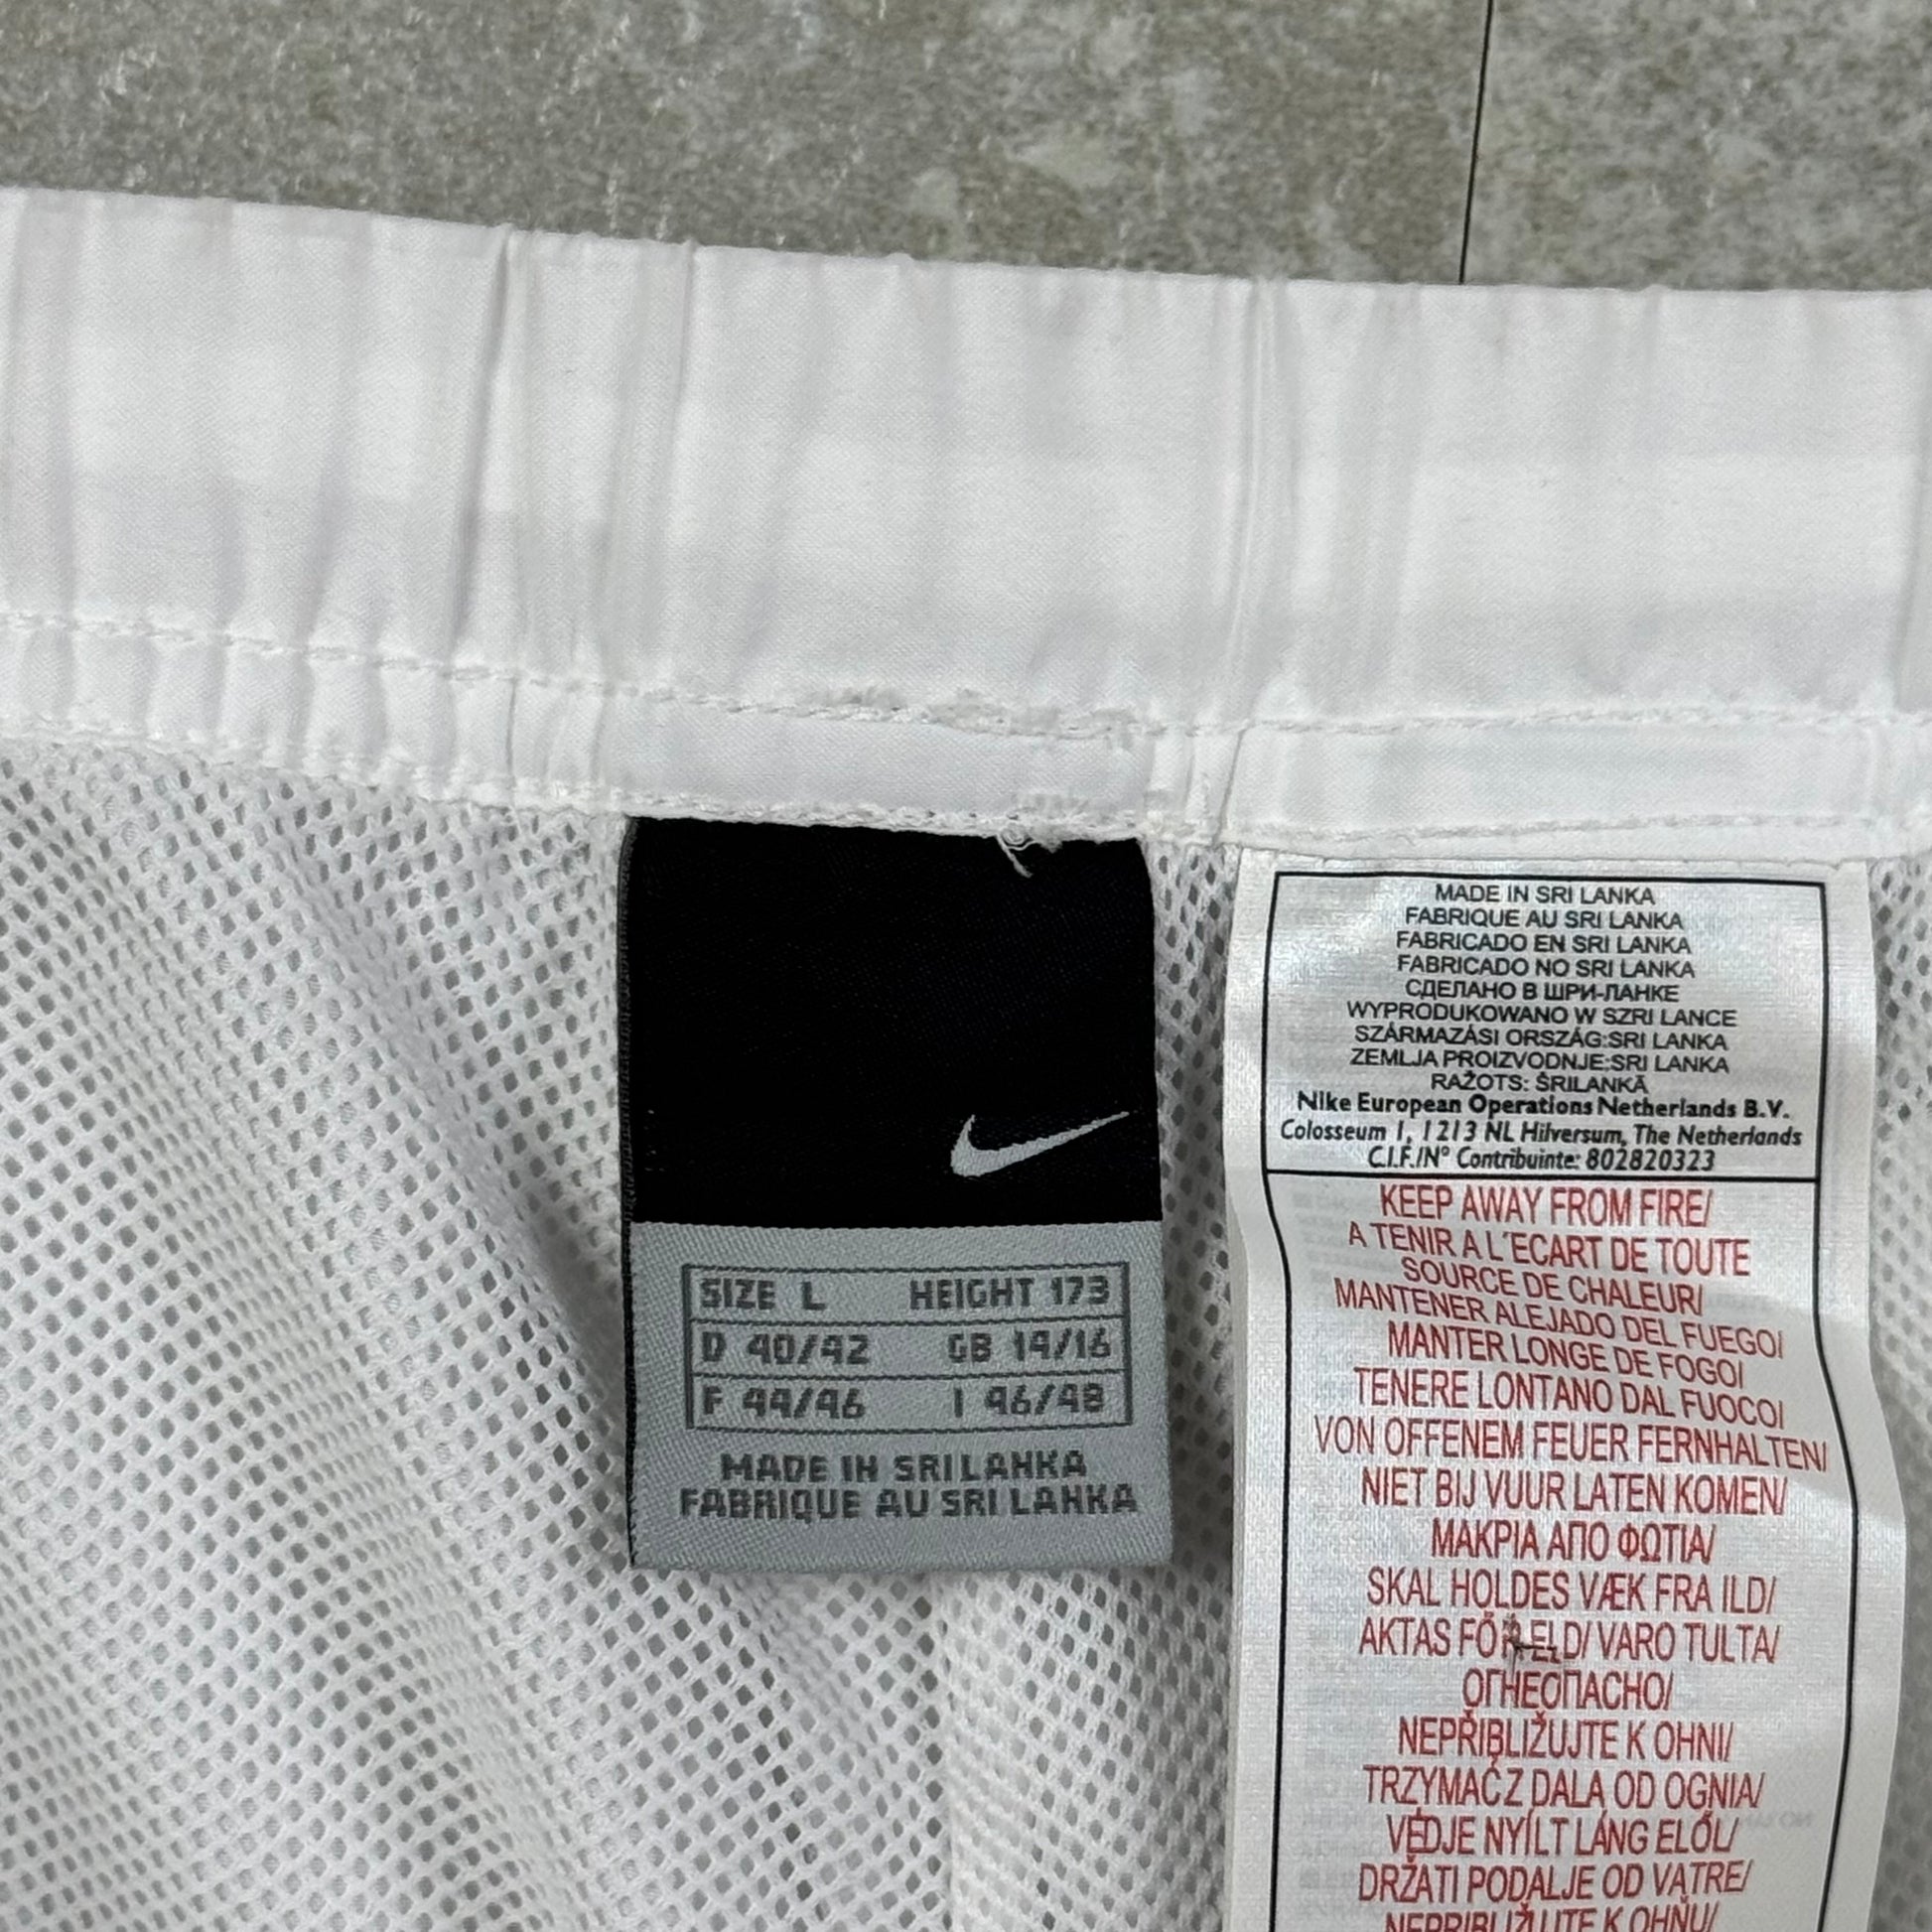 SIZE L HEIGHT 173
D 40/42 GB 14/16
F 44/46 I 46/48
MADE IN SRI LANKA
FABRIQUE AU SRI LANKA
MADE IN SRI LANKA
FABRIQUE AU SRI LANKA
FABRICADO EN SRI LANKA
FABRICADO NO SRI LANKA
СДЕЛАНО В ШРИ-ЛАНКЕ
WYPRODUKOWANO W SZRI LANCE
SZÁRMAZÁSI ORSZÁG:SRI LANKA
ZEMLJA PROIZVODNJE:SRI LANKA
RAŽOTS: ŠRILANKĀ
Nike European Operations Netherlands B.V.
Colosseum 1, 1213 NL Hilversum, The Netherlands
C.I.F./N° Contribuinte: 802820323
KEEP AWAY FROM FIRE/
A TENIR A L'ECART DE TOUTE
SOURCE DE CHALEUR/
MANTENER ALEJADO DEL FUEGO/
MANTER LONGE DE FOGO/
TENERE LONTANO DAL FUOCO/
VON OFFENEM FEUER FERNHALTEN/
NIET BIJ VUUR LATEN KOMEN/
ΜΑΚΡΙΑ ΑΠΟ ΦΩΤΙΑ/
SKAL HOLDES VÆK FRA ILD/
AKTAS FÖR ELD/ VARO TULTA/
ОГНЕОПАСНО/
NEPŘIBLIŽUJTE K OHNI/
TRZYMAĆ Z DALA OD OGNIA/
VÉDJE NYÍLT LÁNG ELŐL/
DRŽATI PODALJE OD VATRE/
NEPRIBLIŽUJTE K OHŇU/